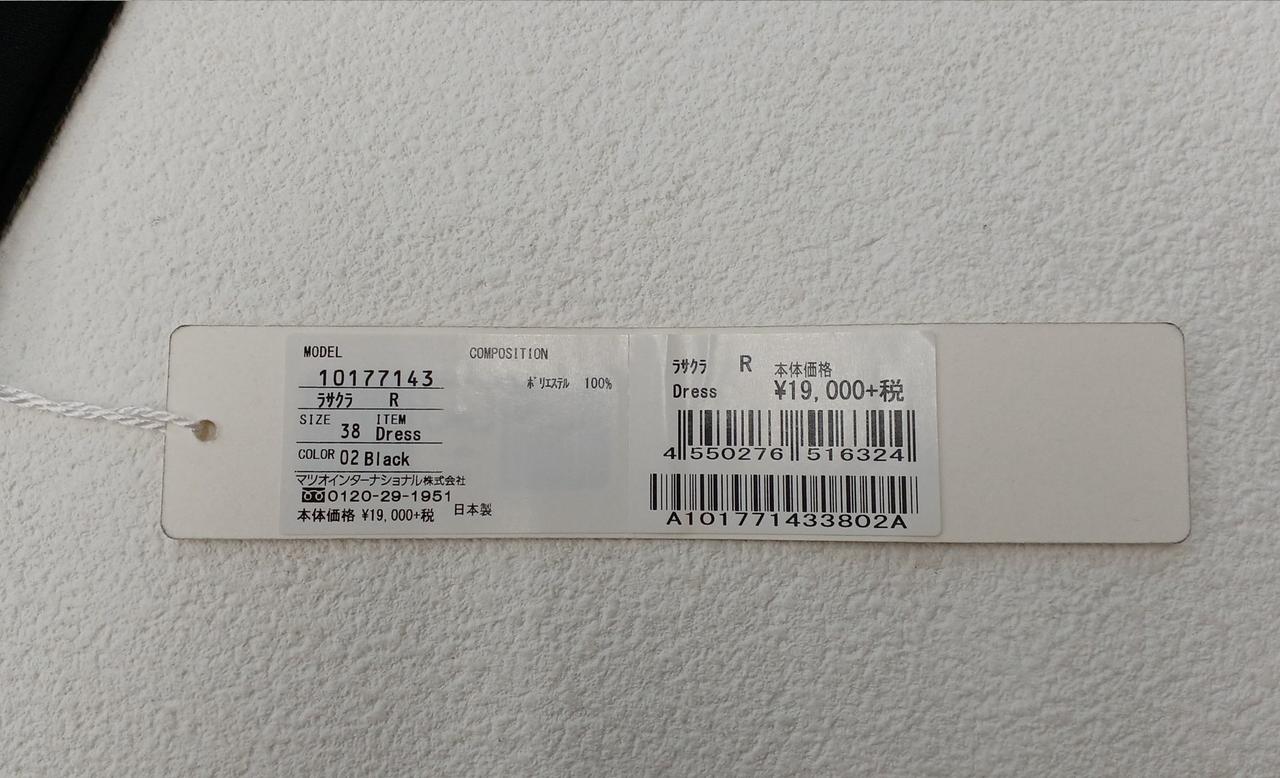 MODEL
10177143
ラサクラ R
SIZE 38 ITEM Dress
COLOR 02 Black
マツオインターナショナル株式会社
0120-29-1951
本体価格 ¥19,000+税
日本製
COMPOSITION
ポリエステル 100%
ラサクラ R 本体価格
Dress ¥19,000+税
4 550276 516324
A101771433802A